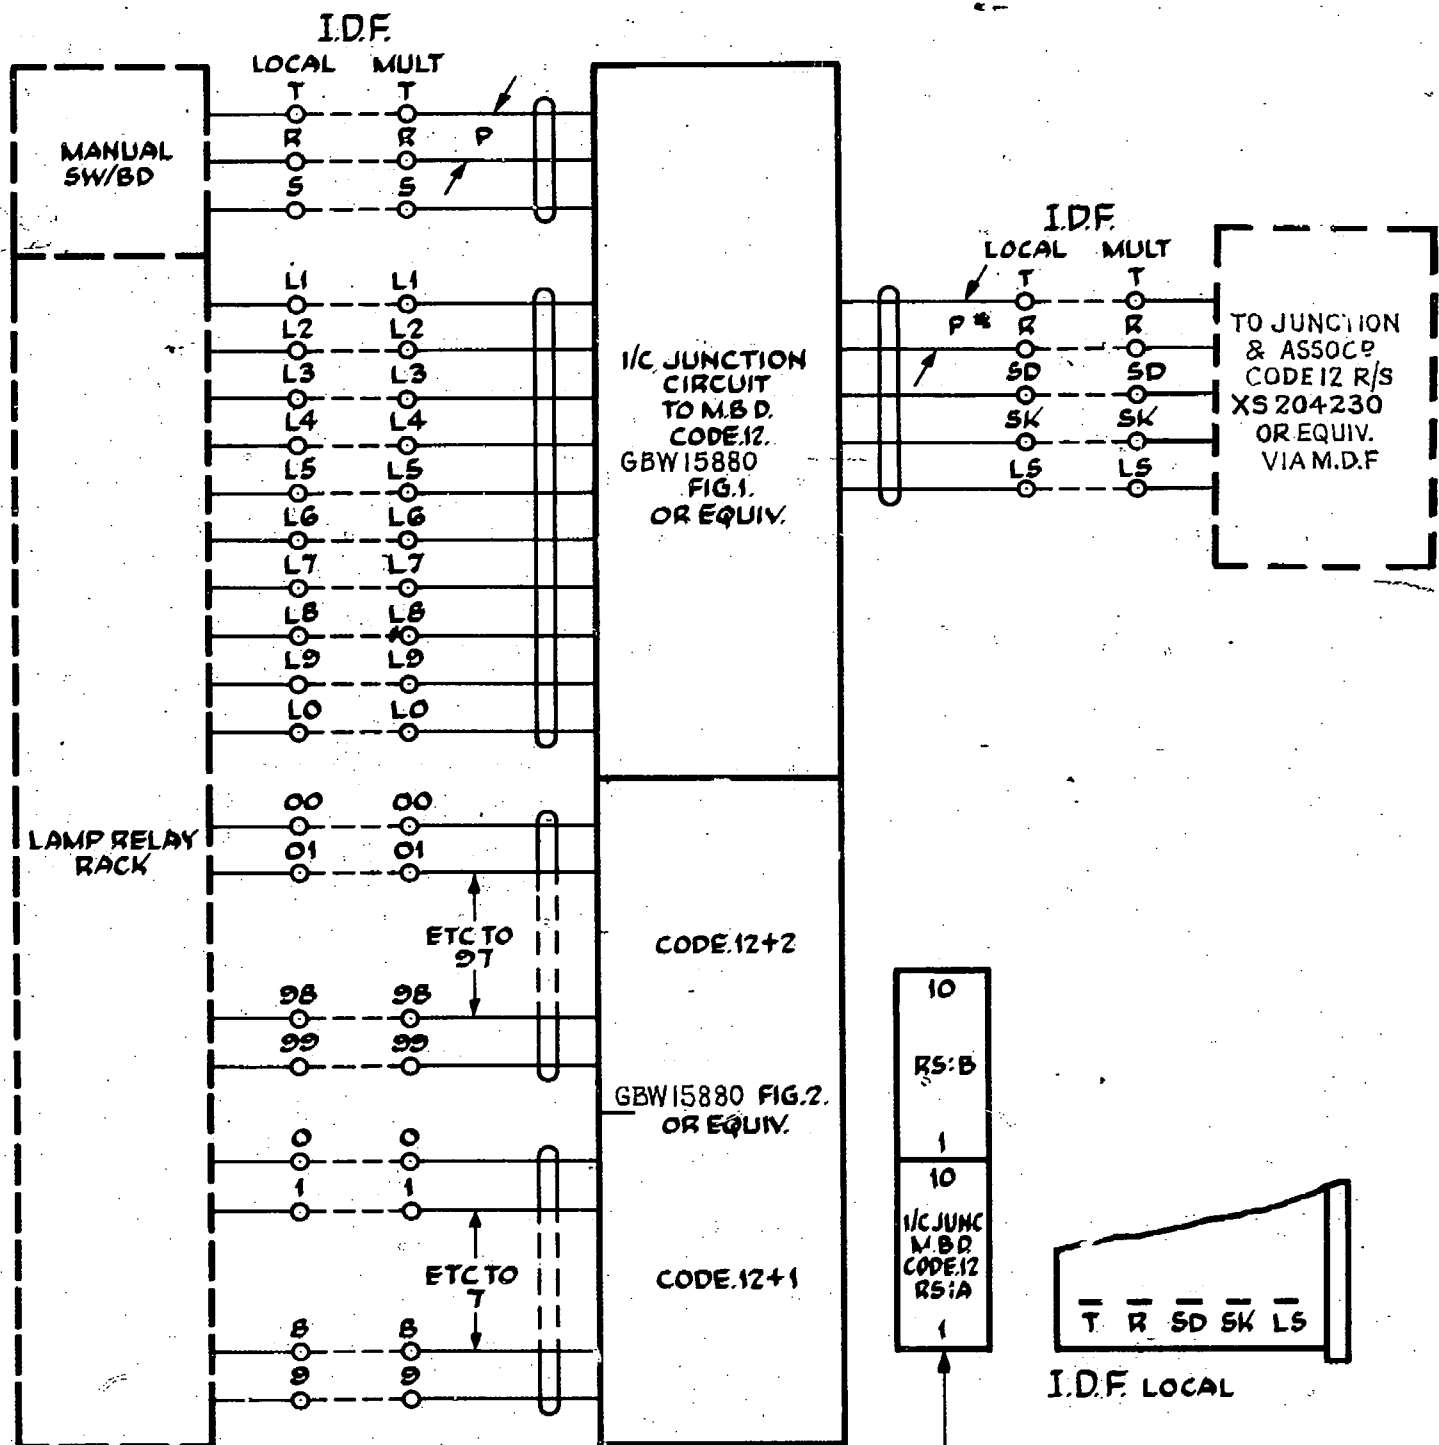 I.D.F.
LOCAL MULT
T T
R R
P
S S
MANUAL
SW/BD
L1 L1
L2 L2
L3 L3
L4 L4
L5 L5
L6 L6
L7 L7
L8 L8
L9 L9
L0 L0
LAMP RELAY
RACK
00 00
01 01
ETC TO
97
98 98
99 99
0 0
1 1
ETC TO
7
8 8
9 9
I/C JUNCTION
CIRCUIT
TO M.B.D.
CODE.12.
GBW15880
FIG.1.
OR EQUIV.
CODE.12+2
GBW15880 FIG.2.
OR EQUIV.
CODE.12+1
I.D.F.
LOCAL MULT
T T
P * R R
SD SD
SK SK
LS LS
TO JUNCTION
& ASSOCD
CODE12 R/S
XS204230
OR EQUIV.
VIA M.D.F
10
RS:B
1
10
I/C JUNC
M.B.D.
CODE.12
RS:A
1
T R SD SK LS
I.D.F. LOCAL